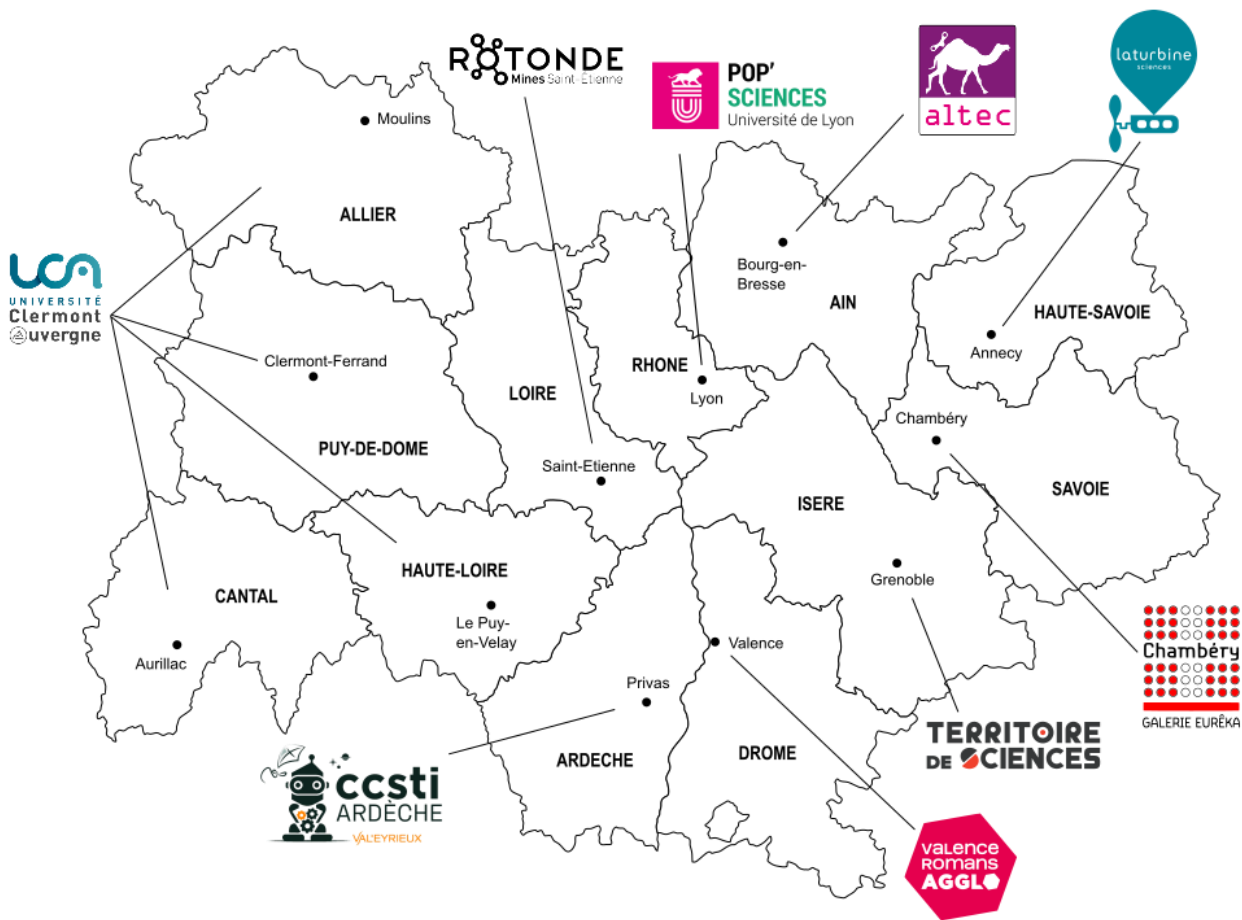 ROTONDE
Mines Saint-Étienne
POP'
SCIENCES
Université de Lyon
altec
laturbine
sciences
Moulins
ALLIER
UCA
UNIVERSITÉ
Clermont
Auvergne
Bourg-en-
Bresse
AIN
HAUTE-SAVOIE
Annecy
Clermont-Ferrand
PUY-DE-DOME
LOIRE
RHONE
Lyon
Chambéry
Saint-Etienne
ISERE
SAVOIE
HAUTE-LOIRE
Grenoble
CANTAL
Le Puy-
en-Velay
Aurillac
Valence
Privas
Chambéry
GALERIE EURÊKA
TERRITOIRE
DE SCIENCES
ARDECHE
DROME
ccsti
ARDÈCHE
VAL'EYRIEUX
VALENCE
ROMANS
AGGLO